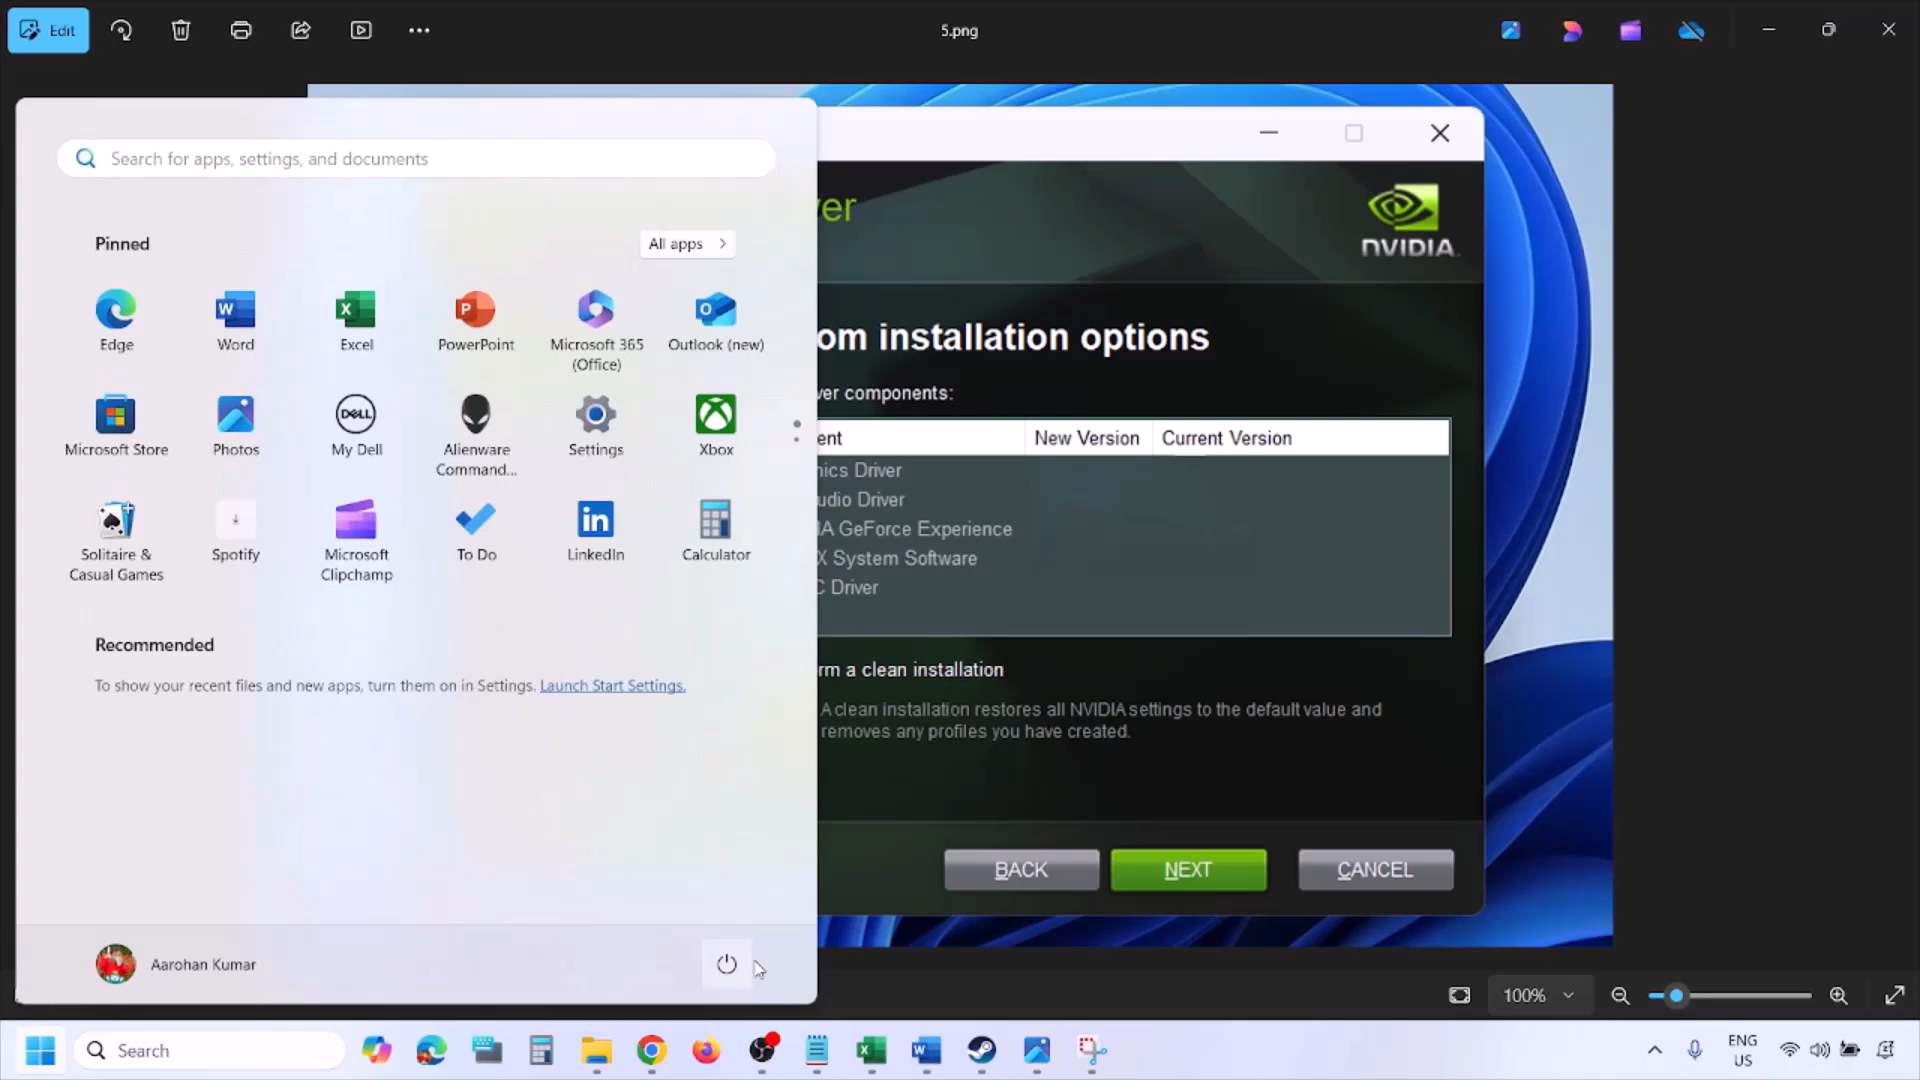 Edit
5.png
Search for apps, settings, and documents
Pinned
All apps
Edge
Word
Excel
PowerPoint
Microsoft 365
(Office)
Outlook (new)
Microsoft Store
Photos
My Dell
Alienware
Command...
Settings
Xbox
Solitaire &
Casual Games
Spotify
Microsoft
Clipchamp
To Do
LinkedIn
Calculator
Recommended
To show your recent files and new apps, turn them on in Settings. Launch Start Settings.
Aarohan Kumar
ver
NVIDIA
om installation options
ver components:
ent
New Version
Current Version
hics Driver
udio Driver
IA GeForce Experience
X System Software
C Driver
rm a clean installation
A clean installation restores all NVIDIA settings to the default value and
removes any profiles you have created.
BACK
NEXT
CANCEL
100%
Search
ENG
US